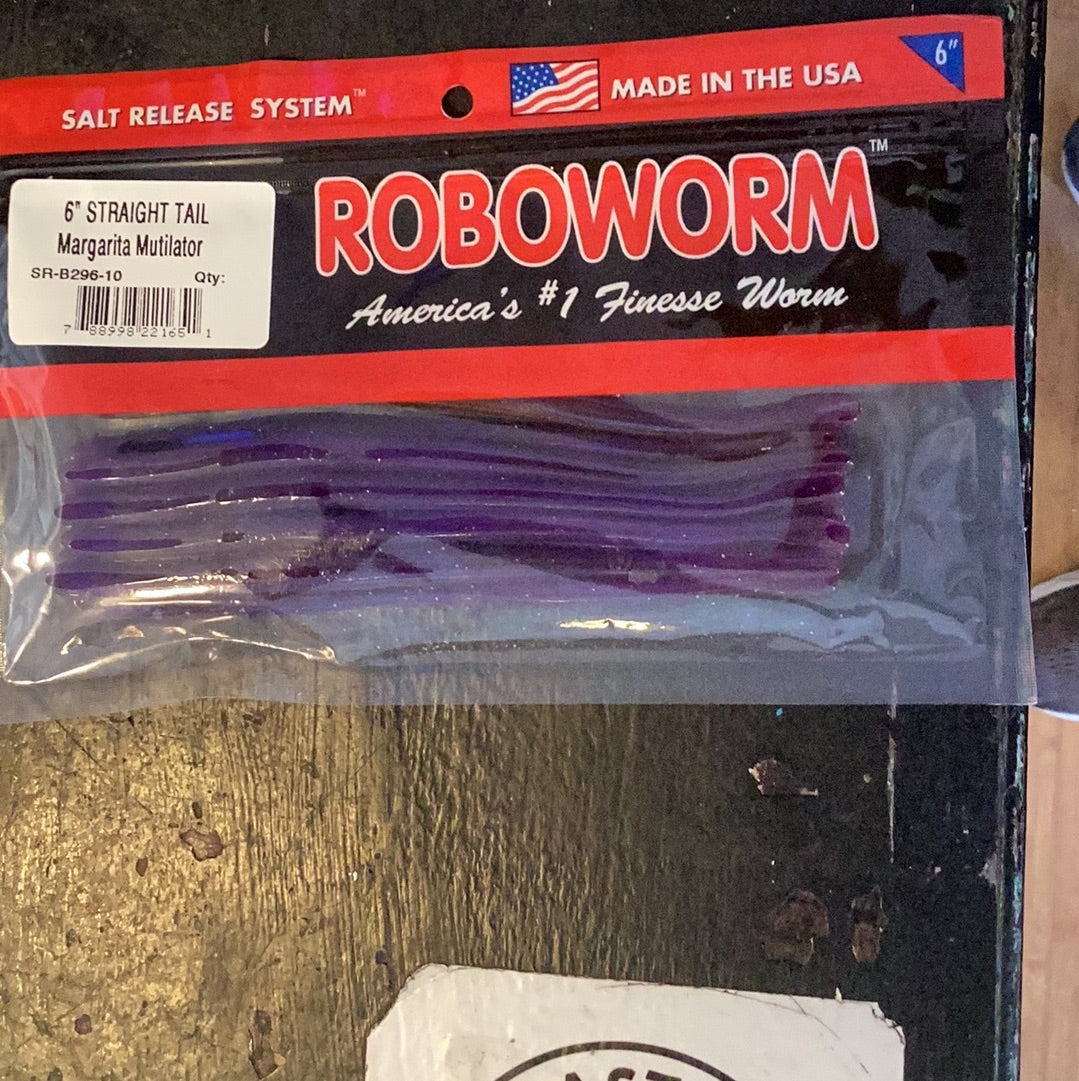 SALT RELEASE SYSTEM™
MADE IN THE USA
6"
ROBOWORM™
America's #1 Finesse Worm
6" STRAIGHT TAIL
Margarita Mutilator
SR-B296-10 Qty:
7 88998 22165 1